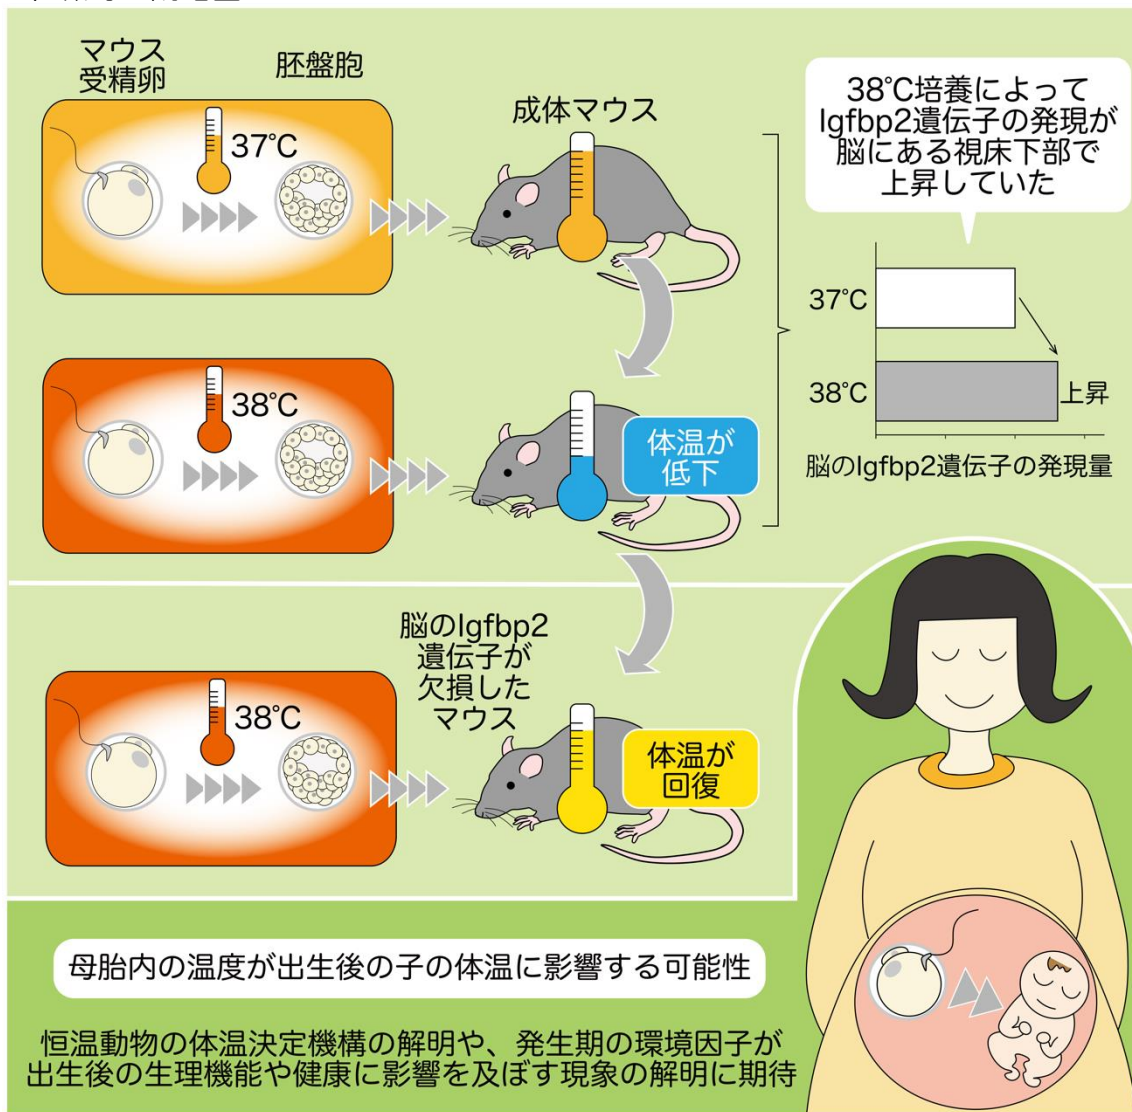 マウス
受精卵
胚盤胞
37℃
成体マウス
38℃培養によって
Igfbp2遺伝子の発現が
脳にある視床下部で
上昇していた
37℃
38℃
上昇
脳のIgfbp2遺伝子の発現量
38℃
体温が
低下
脳のIgfbp2
遺伝子が
欠損した
マウス
38℃
体温が
回復
母胎内の温度が出生後の子の体温に影響する可能性
恒温動物の体温決定機構の解明や、発生期の環境因子が
出生後の生理機能や健康に影響を及ぼす現象の解明に期待